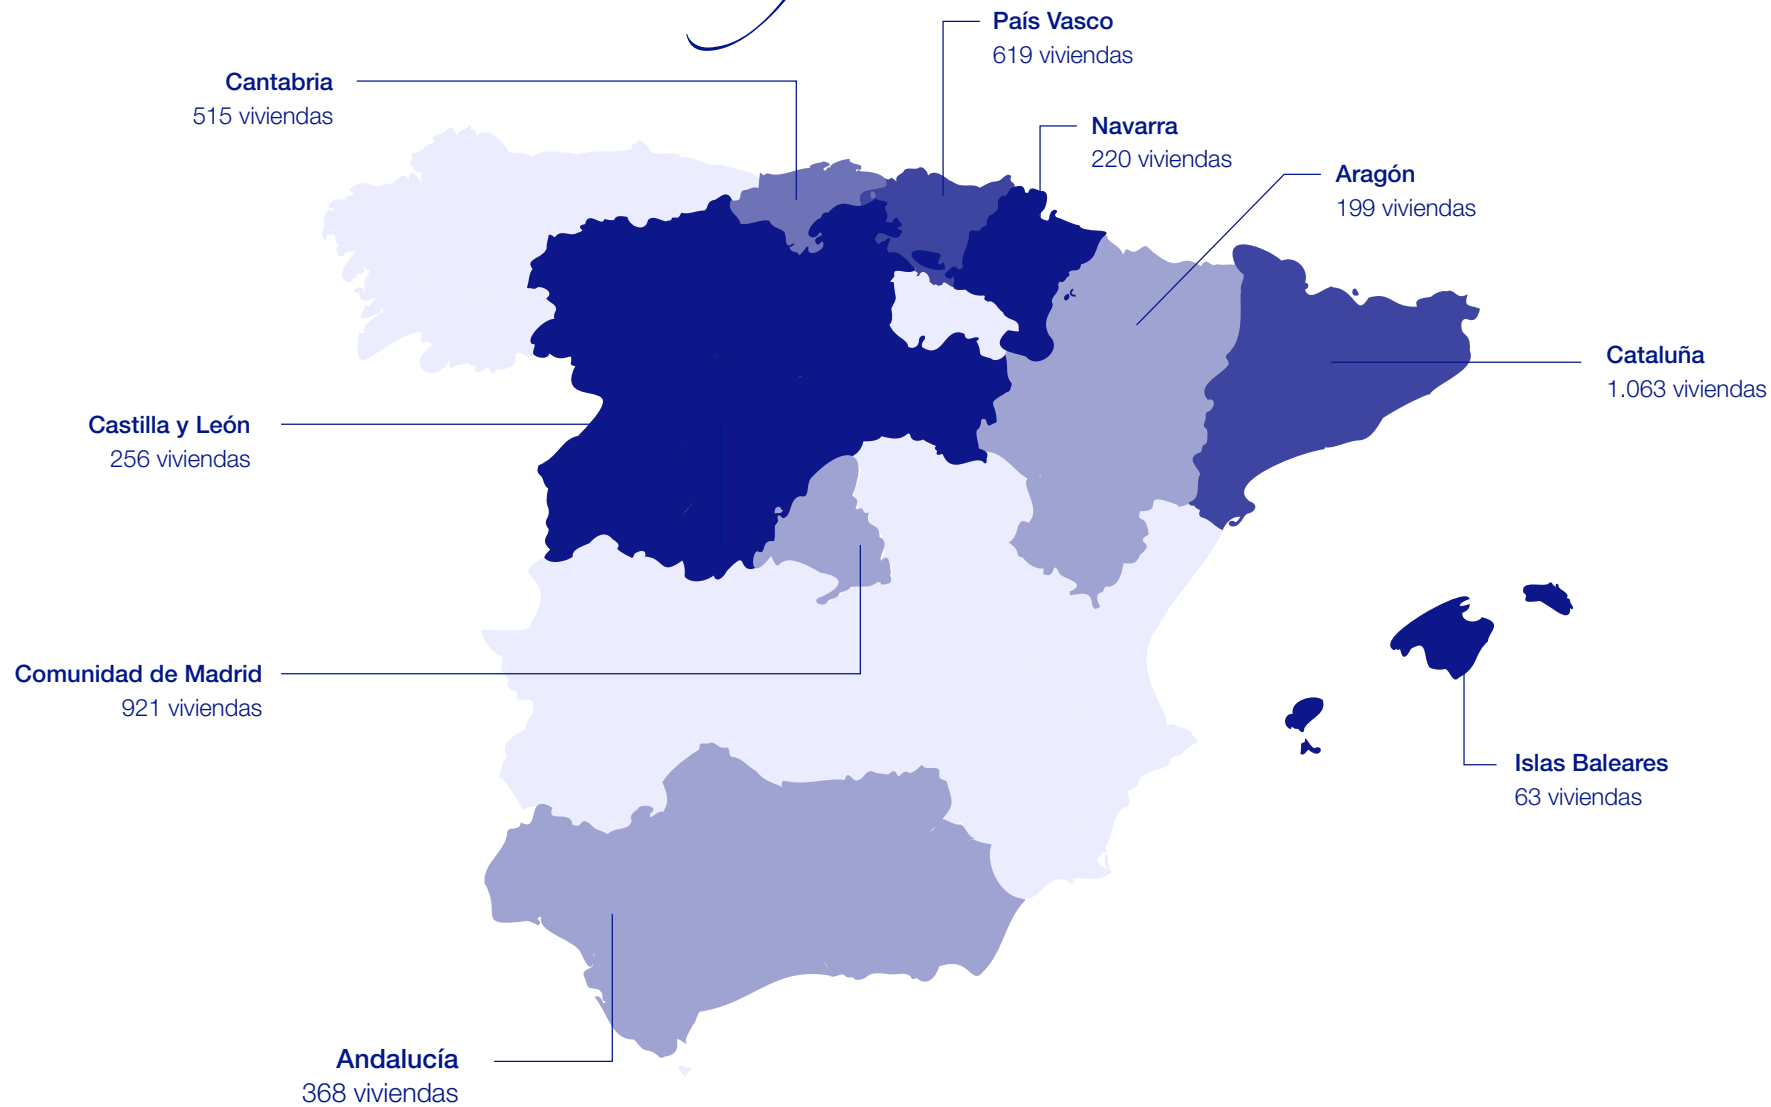 País Vasco
619 viviendas
Cantabria
515 viviendas
Navarra
220 viviendas
Aragón
199 viviendas
Cataluña
1.063 viviendas
Castilla y León
256 viviendas
Comunidad de Madrid
921 viviendas
Islas Baleares
63 viviendas
Andalucía
368 viviendas